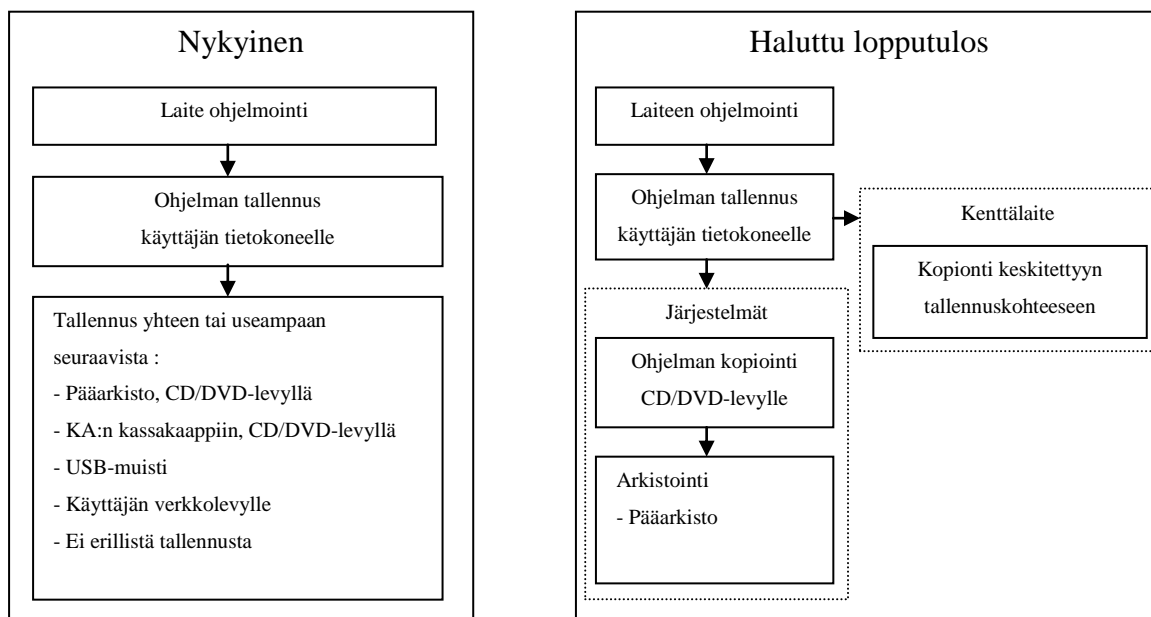 Nykyinen
Laite ohjelmointi
Ohjelman tallennus
käyttäjän tietokoneelle
Tallennus yhteen tai useampaan
seuraavista :
- Pääarkisto, CD/DVD-levyllä
- KA:n kassakaappiin, CD/DVD-levyllä
- USB-muisti
- Käyttäjän verkkolevylle
- Ei erillistä tallennusta
Haluttu lopputulos
Laiteen ohjelmointi
Ohjelman tallennus
käyttäjän tietokoneelle
Kenttälaite
Kopionti keskitettyyn
tallennuskohteeseen
Järjestelmät
Ohjelman kopiointi
CD/DVD-levylle
Arkistointi
- Pääarkisto